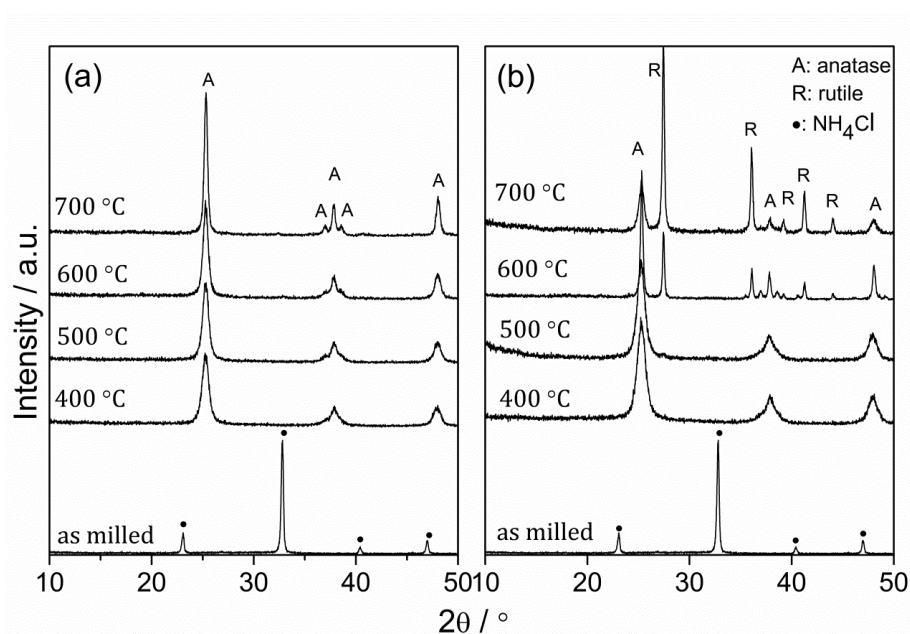 (a)
A
A
A
A
A
700 °C
600 °C
500 °C
400 °C
as milled
•
•
•
•
10
20
30
40
50
(b)
A: anatase
R: rutile
•: NH4Cl
R
A
R
A
R
R
R
A
700 °C
600 °C
500 °C
400 °C
as milled
•
•
•
•
10
20
30
40
50
Intensity / a.u.
2θ / °